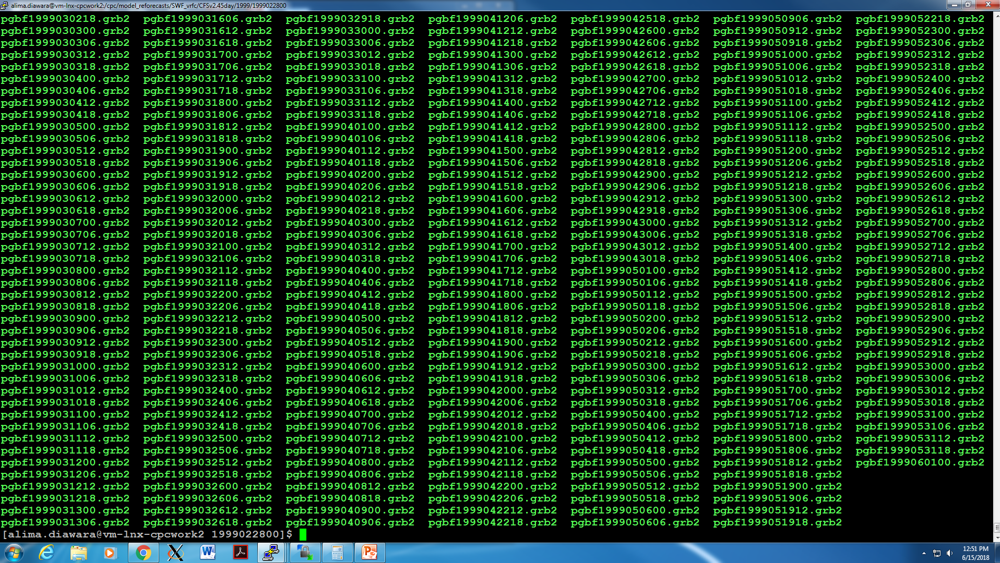 alima.diawara@vm-lnx-cpcwork2:/cpc/model_reforecasts/SWF_vrfc/CFSv2.45day/1999/1999022800
pgbf1999030218.grb2 pgbf1999031606.grb2 pgbf1999032918.grb2 pgbf1999041206.grb2 pgbf1999042518.grb2 pgbf1999050906.grb2 pgbf1999052218.grb2
pgbf1999030300.grb2 pgbf1999031612.grb2 pgbf1999033000.grb2 pgbf1999041212.grb2 pgbf1999042600.grb2 pgbf1999050912.grb2 pgbf1999052300.grb2
pgbf1999030306.grb2 pgbf1999031618.grb2 pgbf1999033006.grb2 pgbf1999041218.grb2 pgbf1999042606.grb2 pgbf1999050918.grb2 pgbf1999052306.grb2
pgbf1999030312.grb2 pgbf1999031700.grb2 pgbf1999033012.grb2 pgbf1999041300.grb2 pgbf1999042612.grb2 pgbf1999051000.grb2 pgbf1999052312.grb2
pgbf1999030318.grb2 pgbf1999031706.grb2 pgbf1999033018.grb2 pgbf1999041306.grb2 pgbf1999042618.grb2 pgbf1999051006.grb2 pgbf1999052318.grb2
pgbf1999030400.grb2 pgbf1999031712.grb2 pgbf1999033100.grb2 pgbf1999041312.grb2 pgbf1999042700.grb2 pgbf1999051012.grb2 pgbf1999052400.grb2
pgbf1999030406.grb2 pgbf1999031718.grb2 pgbf1999033106.grb2 pgbf1999041318.grb2 pgbf1999042706.grb2 pgbf1999051018.grb2 pgbf1999052406.grb2
pgbf1999030412.grb2 pgbf1999031800.grb2 pgbf1999033112.grb2 pgbf1999041400.grb2 pgbf1999042712.grb2 pgbf1999051100.grb2 pgbf1999052412.grb2
pgbf1999030418.grb2 pgbf1999031806.grb2 pgbf1999033118.grb2 pgbf1999041406.grb2 pgbf1999042718.grb2 pgbf1999051106.grb2 pgbf1999052418.grb2
pgbf1999030500.grb2 pgbf1999031812.grb2 pgbf1999040100.grb2 pgbf1999041412.grb2 pgbf1999042800.grb2 pgbf1999051112.grb2 pgbf1999052500.grb2
pgbf1999030506.grb2 pgbf1999031818.grb2 pgbf1999040106.grb2 pgbf1999041418.grb2 pgbf1999042806.grb2 pgbf1999051118.grb2 pgbf1999052506.grb2
pgbf1999030512.grb2 pgbf1999031900.grb2 pgbf1999040112.grb2 pgbf1999041500.grb2 pgbf1999042812.grb2 pgbf1999051200.grb2 pgbf1999052512.grb2
pgbf1999030518.grb2 pgbf1999031906.grb2 pgbf1999040118.grb2 pgbf1999041506.grb2 pgbf1999042818.grb2 pgbf1999051206.grb2 pgbf1999052518.grb2
pgbf1999030600.grb2 pgbf1999031912.grb2 pgbf1999040200.grb2 pgbf1999041512.grb2 pgbf1999042900.grb2 pgbf1999051212.grb2 pgbf1999052600.grb2
pgbf1999030606.grb2 pgbf1999031918.grb2 pgbf1999040206.grb2 pgbf1999041518.grb2 pgbf1999042906.grb2 pgbf1999051218.grb2 pgbf1999052606.grb2
pgbf1999030612.grb2 pgbf1999032000.grb2 pgbf1999040212.grb2 pgbf1999041600.grb2 pgbf1999042912.grb2 pgbf1999051300.grb2 pgbf1999052612.grb2
pgbf1999030618.grb2 pgbf1999032006.grb2 pgbf1999040218.grb2 pgbf1999041606.grb2 pgbf1999042918.grb2 pgbf1999051306.grb2 pgbf1999052618.grb2
pgbf1999030700.grb2 pgbf1999032012.grb2 pgbf1999040300.grb2 pgbf1999041612.grb2 pgbf1999043000.grb2 pgbf1999051312.grb2 pgbf1999052700.grb2
pgbf1999030706.grb2 pgbf1999032018.grb2 pgbf1999040306.grb2 pgbf1999041618.grb2 pgbf1999043006.grb2 pgbf1999051318.grb2 pgbf1999052706.grb2
pgbf1999030712.grb2 pgbf1999032100.grb2 pgbf1999040312.grb2 pgbf1999041700.grb2 pgbf1999043012.grb2 pgbf1999051400.grb2 pgbf1999052712.grb2
pgbf1999030718.grb2 pgbf1999032106.grb2 pgbf1999040318.grb2 pgbf1999041706.grb2 pgbf1999043018.grb2 pgbf1999051406.grb2 pgbf1999052718.grb2
pgbf1999030800.grb2 pgbf1999032112.grb2 pgbf1999040400.grb2 pgbf1999041712.grb2 pgbf1999050100.grb2 pgbf1999051412.grb2 pgbf1999052800.grb2
pgbf1999030806.grb2 pgbf1999032118.grb2 pgbf1999040406.grb2 pgbf1999041718.grb2 pgbf1999050106.grb2 pgbf1999051418.grb2 pgbf1999052806.grb2
pgbf1999030812.grb2 pgbf1999032200.grb2 pgbf1999040412.grb2 pgbf1999041800.grb2 pgbf1999050112.grb2 pgbf1999051500.grb2 pgbf1999052812.grb2
pgbf1999030818.grb2 pgbf1999032206.grb2 pgbf1999040418.grb2 pgbf1999041806.grb2 pgbf1999050118.grb2 pgbf1999051506.grb2 pgbf1999052818.grb2
pgbf1999030900.grb2 pgbf1999032212.grb2 pgbf1999040500.grb2 pgbf1999041812.grb2 pgbf1999050200.grb2 pgbf1999051512.grb2 pgbf1999052900.grb2
pgbf1999030906.grb2 pgbf1999032218.grb2 pgbf1999040506.grb2 pgbf1999041818.grb2 pgbf1999050206.grb2 pgbf1999051518.grb2 pgbf1999052906.grb2
pgbf1999030912.grb2 pgbf1999032300.grb2 pgbf1999040512.grb2 pgbf1999041900.grb2 pgbf1999050212.grb2 pgbf1999051600.grb2 pgbf1999052912.grb2
pgbf1999030918.grb2 pgbf1999032306.grb2 pgbf1999040518.grb2 pgbf1999041906.grb2 pgbf1999050218.grb2 pgbf1999051606.grb2 pgbf1999052918.grb2
pgbf1999031000.grb2 pgbf1999032312.grb2 pgbf1999040600.grb2 pgbf1999041912.grb2 pgbf1999050300.grb2 pgbf1999051612.grb2 pgbf1999053000.grb2
pgbf1999031006.grb2 pgbf1999032318.grb2 pgbf1999040606.grb2 pgbf1999041918.grb2 pgbf1999050306.grb2 pgbf1999051618.grb2 pgbf1999053006.grb2
pgbf1999031012.grb2 pgbf1999032400.grb2 pgbf1999040612.grb2 pgbf1999042000.grb2 pgbf1999050312.grb2 pgbf1999051700.grb2 pgbf1999053012.grb2
pgbf1999031018.grb2 pgbf1999032406.grb2 pgbf1999040618.grb2 pgbf1999042006.grb2 pgbf1999050318.grb2 pgbf1999051706.grb2 pgbf1999053018.grb2
pgbf1999031100.grb2 pgbf1999032412.grb2 pgbf1999040700.grb2 pgbf1999042012.grb2 pgbf1999050400.grb2 pgbf1999051712.grb2 pgbf1999053100.grb2
pgbf1999031106.grb2 pgbf1999032418.grb2 pgbf1999040706.grb2 pgbf1999042018.grb2 pgbf1999050406.grb2 pgbf1999051718.grb2 pgbf1999053106.grb2
pgbf1999031112.grb2 pgbf1999032500.grb2 pgbf1999040712.grb2 pgbf1999042100.grb2 pgbf1999050412.grb2 pgbf1999051800.grb2 pgbf1999053112.grb2
pgbf1999031118.grb2 pgbf1999032506.grb2 pgbf1999040718.grb2 pgbf1999042106.grb2 pgbf1999050418.grb2 pgbf1999051806.grb2 pgbf1999053118.grb2
pgbf1999031200.grb2 pgbf1999032512.grb2 pgbf1999040800.grb2 pgbf1999042112.grb2 pgbf1999050500.grb2 pgbf1999051812.grb2 pgbf1999060100.grb2
pgbf1999031206.grb2 pgbf1999032518.grb2 pgbf1999040806.grb2 pgbf1999042118.grb2 pgbf1999050506.grb2 pgbf1999051818.grb2
pgbf1999031212.grb2 pgbf1999032600.grb2 pgbf1999040812.grb2 pgbf1999042200.grb2 pgbf1999050512.grb2 pgbf1999051900.grb2
pgbf1999031218.grb2 pgbf1999032606.grb2 pgbf1999040818.grb2 pgbf1999042206.grb2 pgbf1999050518.grb2 pgbf1999051906.grb2
pgbf1999031300.grb2 pgbf1999032612.grb2 pgbf1999040900.grb2 pgbf1999042212.grb2 pgbf1999050600.grb2 pgbf1999051912.grb2
pgbf1999031306.grb2 pgbf1999032618.grb2 pgbf1999040906.grb2 pgbf1999042218.grb2 pgbf1999050606.grb2 pgbf1999051918.grb2
[alima.diawara@vm-lnx-cpcwork2 1999022800]$
12:51 PM
6/15/2018